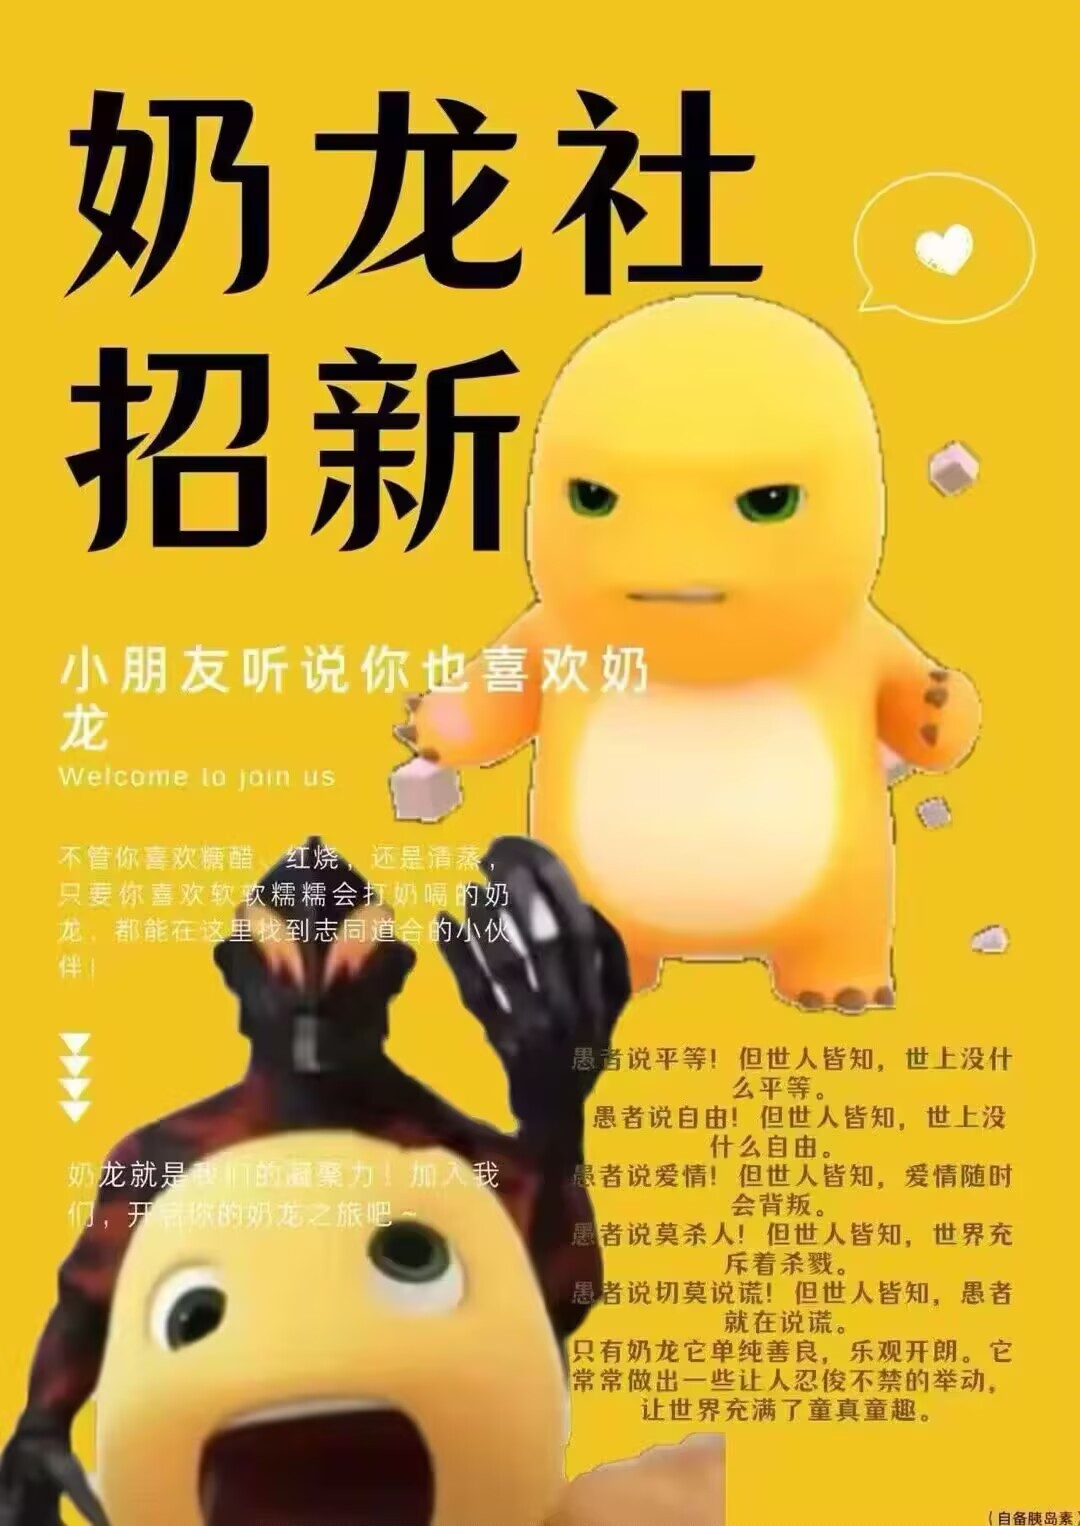 奶龙社
招新
小朋友听说你也喜欢奶
龙
Welcome to join us
不管你喜欢糖醋、红烧，还是清蒸，
只要你喜欢软软糯糯会打奶嗝的奶
龙，都能在这里找到志同道合的小伙
伴！
奶龙就是我们的凝聚力！加入我
们，开启你的奶龙之旅吧~
愚者说平等！但世人皆知，世上没什
么平等。
愚者说自由！但世人皆知，世上没
什么自由。
愚者说爱情！但世人皆知，爱情随时
会背叛。
愚者说莫杀人！但世人皆知，世界充
斥着杀戮。
愚者说切莫说谎！但世人皆知，愚者
就在说谎。
只有奶龙它单纯善良，乐观开朗。它
常常做出一些让人忍俊不禁的举动，
让世界充满了童真童趣。
（自备胰岛素）